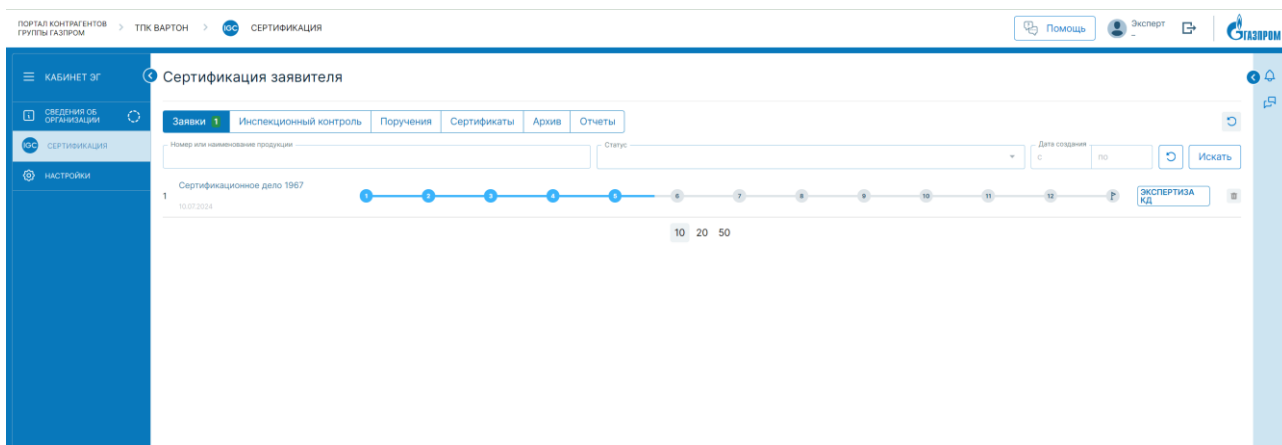 ПОРТАЛ КОНТРАГЕНТОВ
ГРУППЫ ГАЗПРОМ
ТПК ВАРТОН
IGC СЕРТИФИКАЦИЯ
Помощь
Эксперт
–
ГАЗПРОМ
КАБИНЕТ ЭГ
Сертификация заявителя
СВЕДЕНИЯ ОБ
ОРГАНИЗАЦИИ
IGC СЕРТИФИКАЦИЯ
НАСТРОЙКИ
Заявки 1 Инспекционный контроль Поручения Сертификаты Архив Отчеты
Номер или наименование продукции
Статус
Дата создания
с по Искать
1 Сертификационное дело 1967
10.07.2024
1 2 3 4 5 6 7 8 9 10 11 12
ЭКСПЕРТИЗА
КД
10 20 50